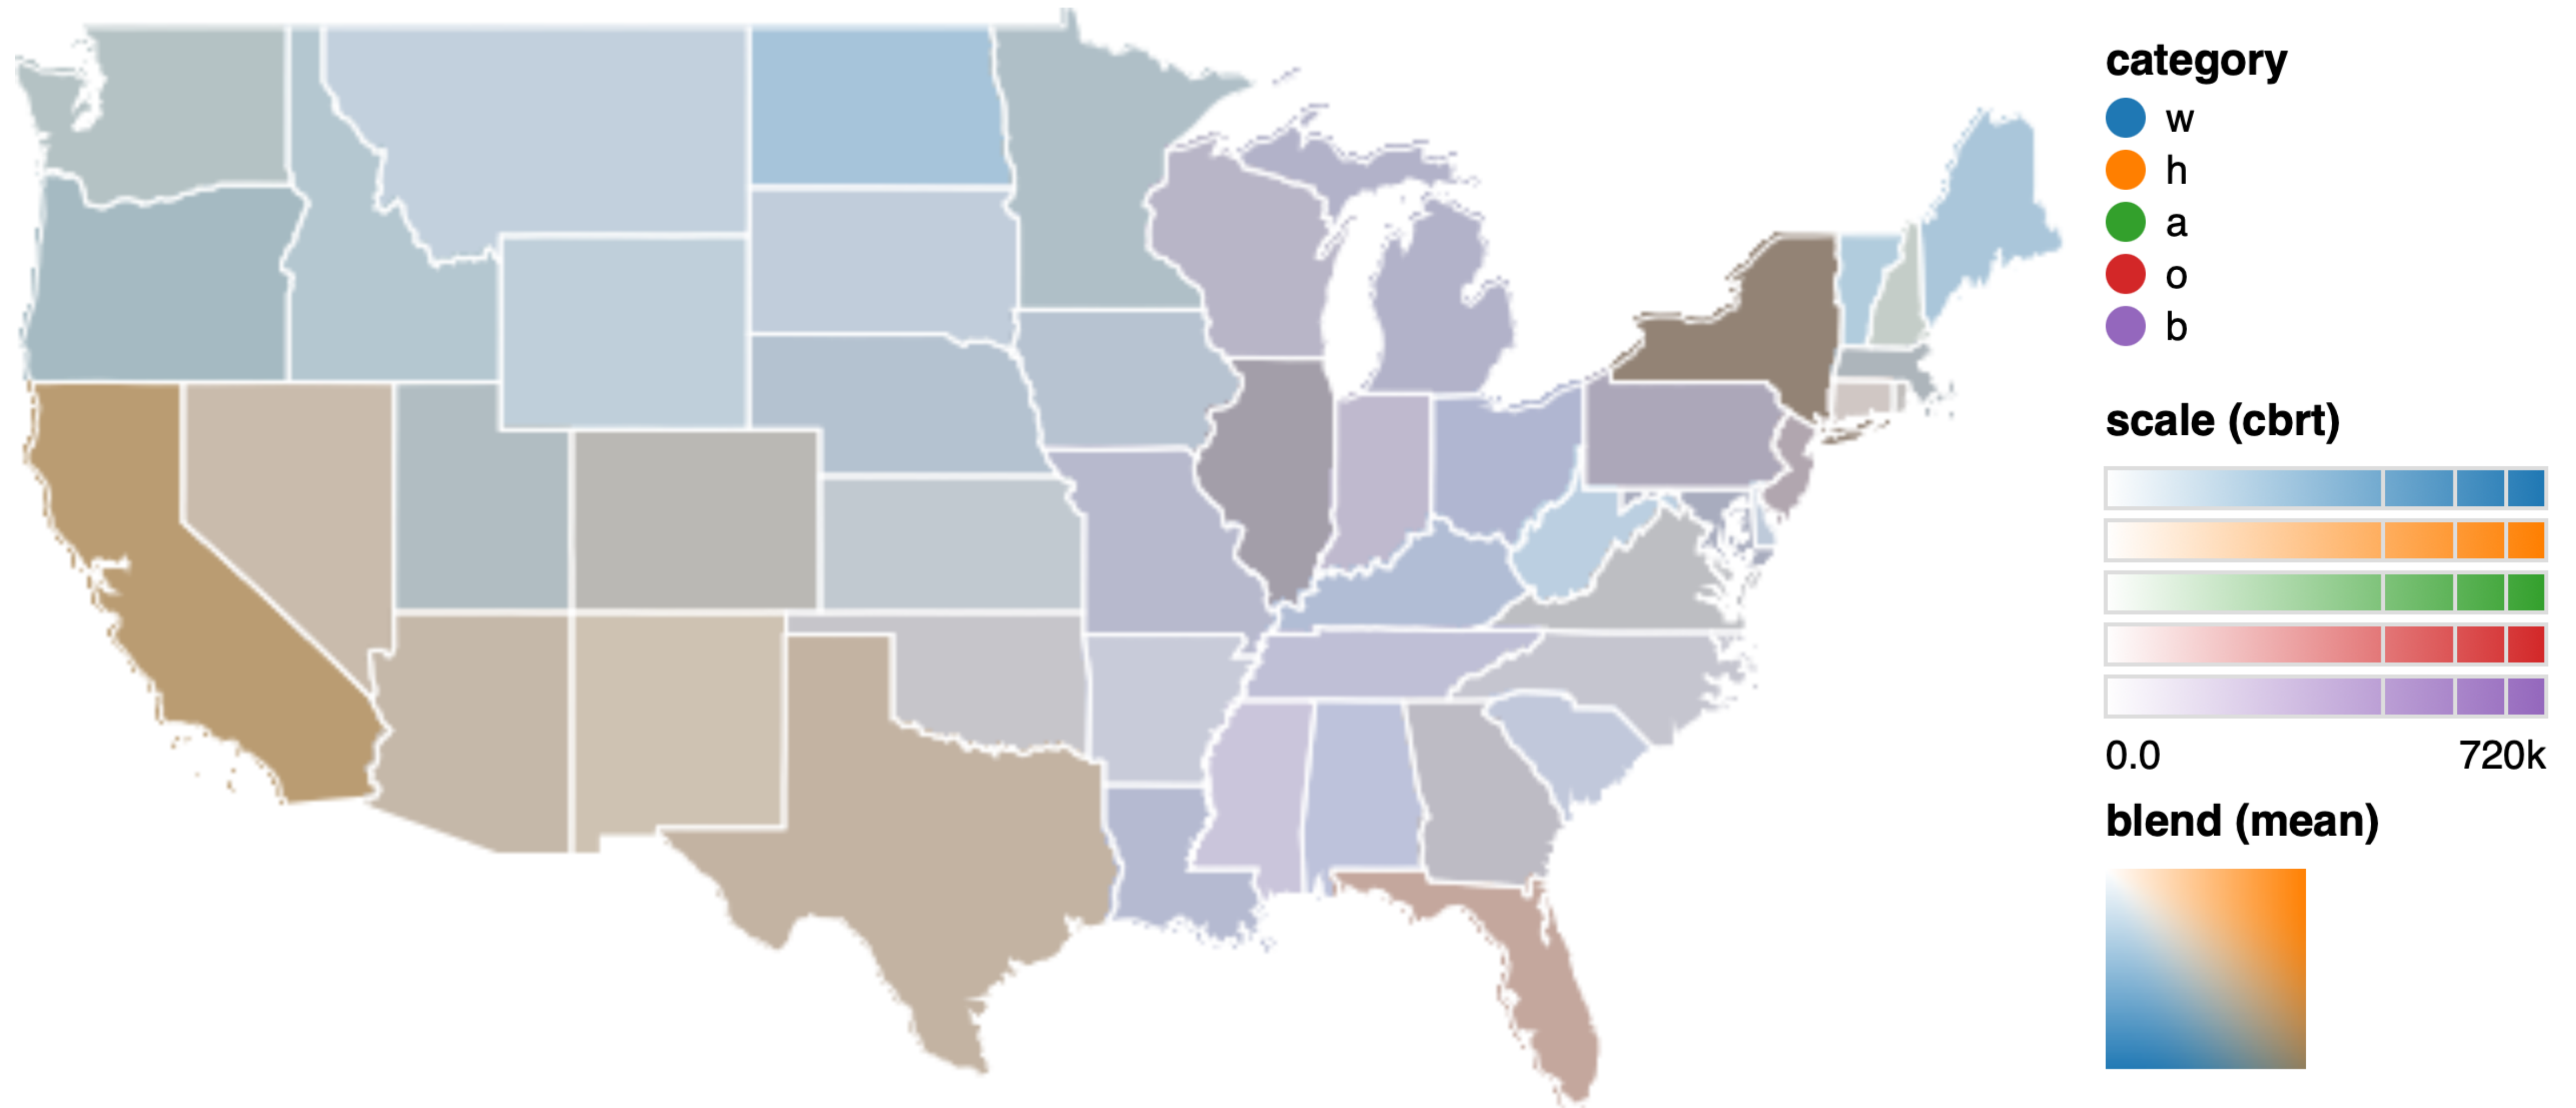 category
w
h
a
o
b
scale (cbrt)
0.0 720k
blend (mean)